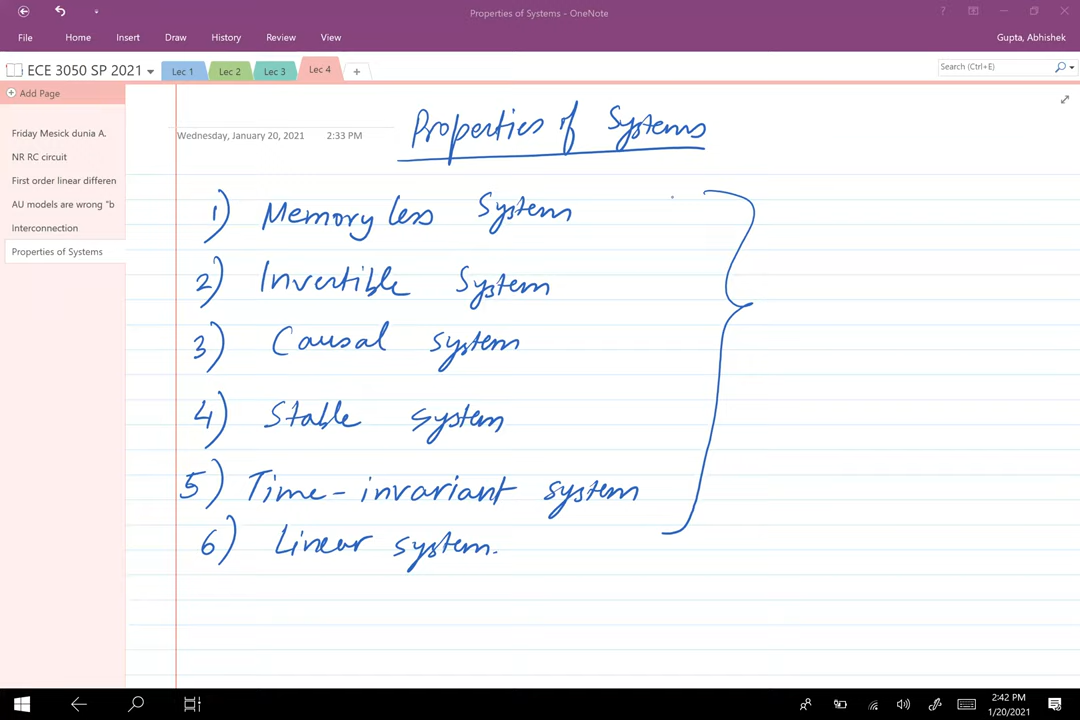 Properties of Systems - OneNote
?
File Home Insert Draw History Review View
Gupta, Abhishek
ECE 3050 SP 2021 Lec 1 Lec 2 Lec 3 Lec 4 +
Search (Ctrl+E)
Add Page
Friday Mesick dunia A.
NR RC circuit
First order linear differen
AU models are wrong "b
Interconnection
Properties of Systems
Wednesday, January 20, 2021 2:33 PM
Properties of Systems
1) Memory less System
2) Invertible System
3) Causal system
4) Stable system
5) Time-invariant system
6) Linear system.
2:42 PM
1/20/2021